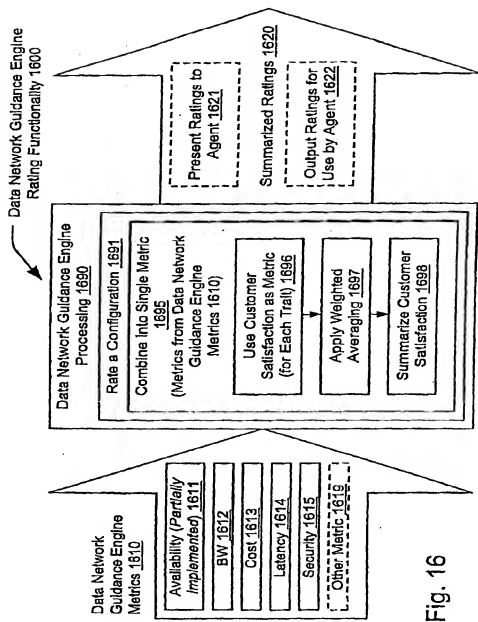 Data Network Guidance Engine
Rating Functionality 1600
Data Network
Guidance Engine
Metrics 1610
Availability (Partially
Implemented) 1611
BW 1612
Cost 1613
Latency 1614
Security 1615
Other Metric 1619
Data Network Guidance Engine
Processing 1690
Rate a Configuration 1691
Combine Into Single Metric
1695
(Metrics from Data Network
Guidance Engine
Metrics 1610)
Use Customer
Satisfaction as Metric
(for Each Trait) 1696
Apply Weighted
Averaging 1697
Summarize Customer
Satisfaction 1698
Present Ratings to
Agent 1621
Summarized Ratings 1620
Output Ratings for
Use by Agent 1622
Fig. 16